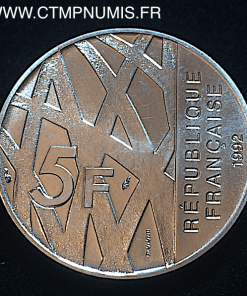 WWW.CTMPNUMIS.FR
5F
RÉPUBLIQUE
FRANÇAISE
1992